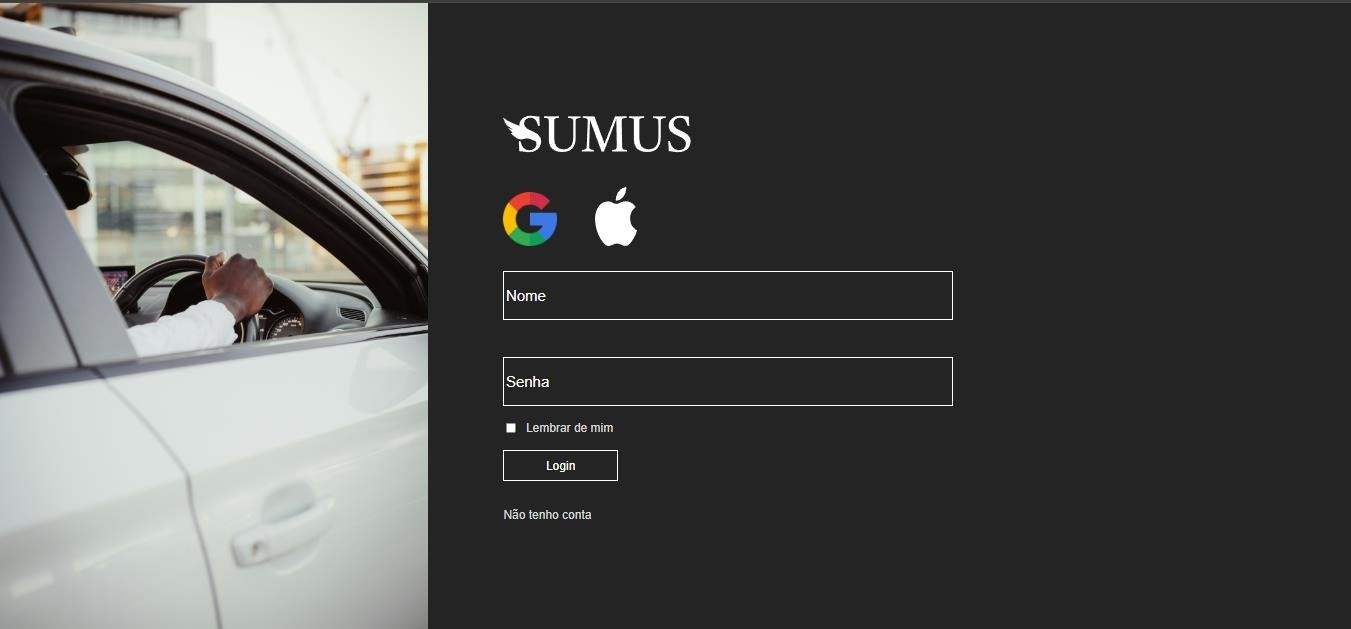 SUMUS
Nome
Senha
Lembrar de mim
Login
Não tenho conta